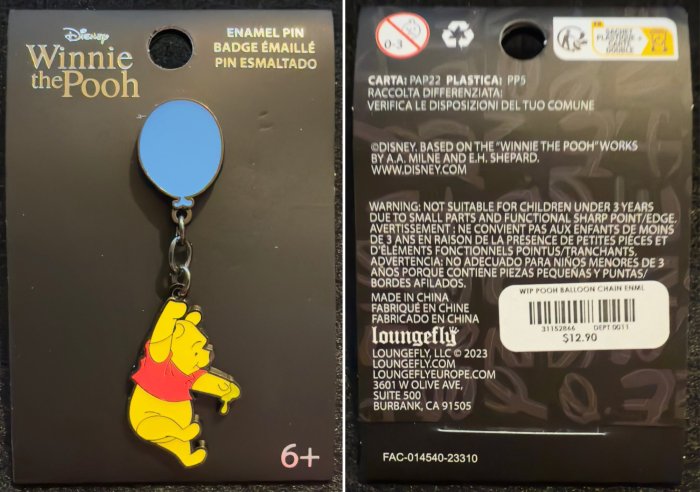 Disney
Winnie
the Pooh
ENAMEL PIN
BADGE ÉMAILLÉ
PIN ESMALTADO
6+
0-3
FR
SACHET
PLASTIQUE +
CARTE
DOUBLE
CARTA: PAP22 PLASTICA: PP5
RACCOLTA DIFFERENZIATA:
VERIFICA LE DISPOSIZIONI DEL TUO COMUNE
©DISNEY. BASED ON THE "WINNIE THE POOH" WORKS
BY A.A. MILNE AND E.H. SHEPARD.
WWW.DISNEY.COM
WARNING: NOT SUITABLE FOR CHILDREN UNDER 3 YEARS
DUE TO SMALL PARTS AND FUNCTIONAL SHARP POINT/EDGE.
AVERTISSEMENT : NE CONVIENT PAS AUX ENFANTS DE MOINS
DE 3 ANS EN RAISON DE LA PRESENCE DE PETITES PIÈCES ET
D'ÉLÉMENTS FONCTIONNELS POINTUS/TRANCHANTS.
ADVERTENCIA: NO ADECUADO PARA NIÑOS MENORES DE 3
AÑOS PORQUE CONTIENE PIEZAS PEQUEÑAS Y PUNTAS/
BORDES AFILADOS.
MADE IN CHINA
FABRIQUÉ EN CHINE
FABRICADO EN CHINA
WTP POOH BALLOON CHAIN ENML
31152866 DEPT 0011
$12.90
loungefly
LOUNGEFLY, LLC © 2023
LOUNGEFLY.COM
LOUNGEFLYEUROPE.COM
3601 W OLIVE AVE,
SUITE 500
BURBANK, CA 91505
FAC-014540-23310